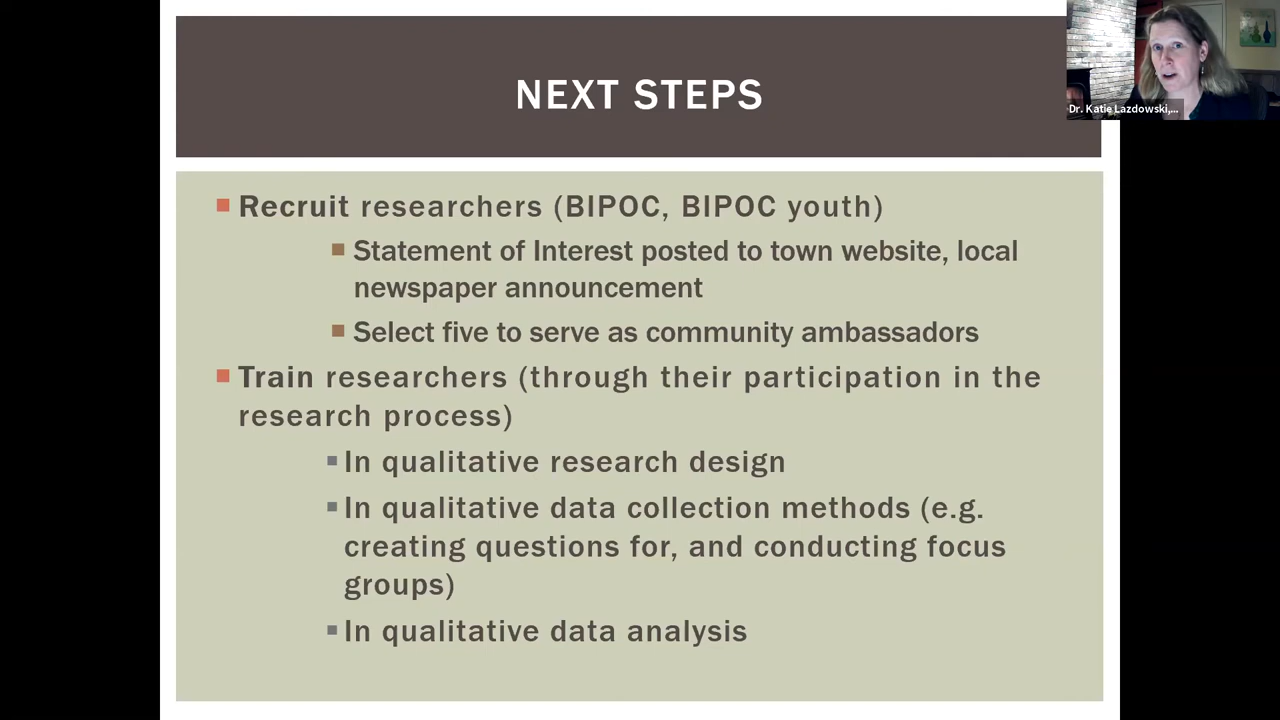 NEXT STEPS
Dr. Katie Lazdowski,...
Recruit researchers (BIPOC, BIPOC youth)
Statement of Interest posted to town website, local
newspaper announcement
Select five to serve as community ambassadors
Train researchers (through their participation in the
research process)
In qualitative research design
In qualitative data collection methods (e.g.
creating questions for, and conducting focus
groups)
In qualitative data analysis